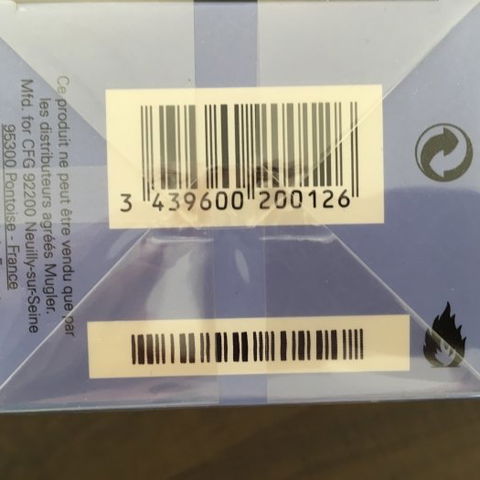 Ce produit ne peut être vendu que par
les distributeurs agréés Mugler.
Mfd. for CFG 92200 Neuilly-sur-Seine
95300 Pontoise - France
3 439600 200126